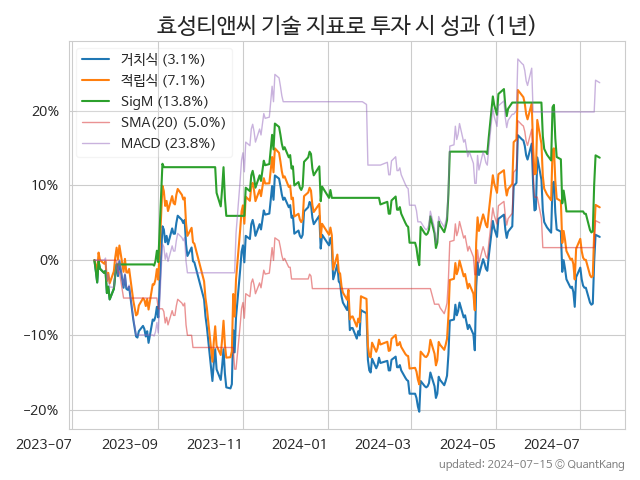 효성티앤씨 기술 지표로 투자 시 성과 (1년)
거치식 (3.1%)
적립식 (7.1%)
SigM (13.8%)
SMA(20) (5.0%)
MACD (23.8%)
20%
10%
0%
−10%
−20%
2023-07 2023-09 2023-11 2024-01 2024-03 2024-05 2024-07
updated: 2024-07-15 © QuantKang